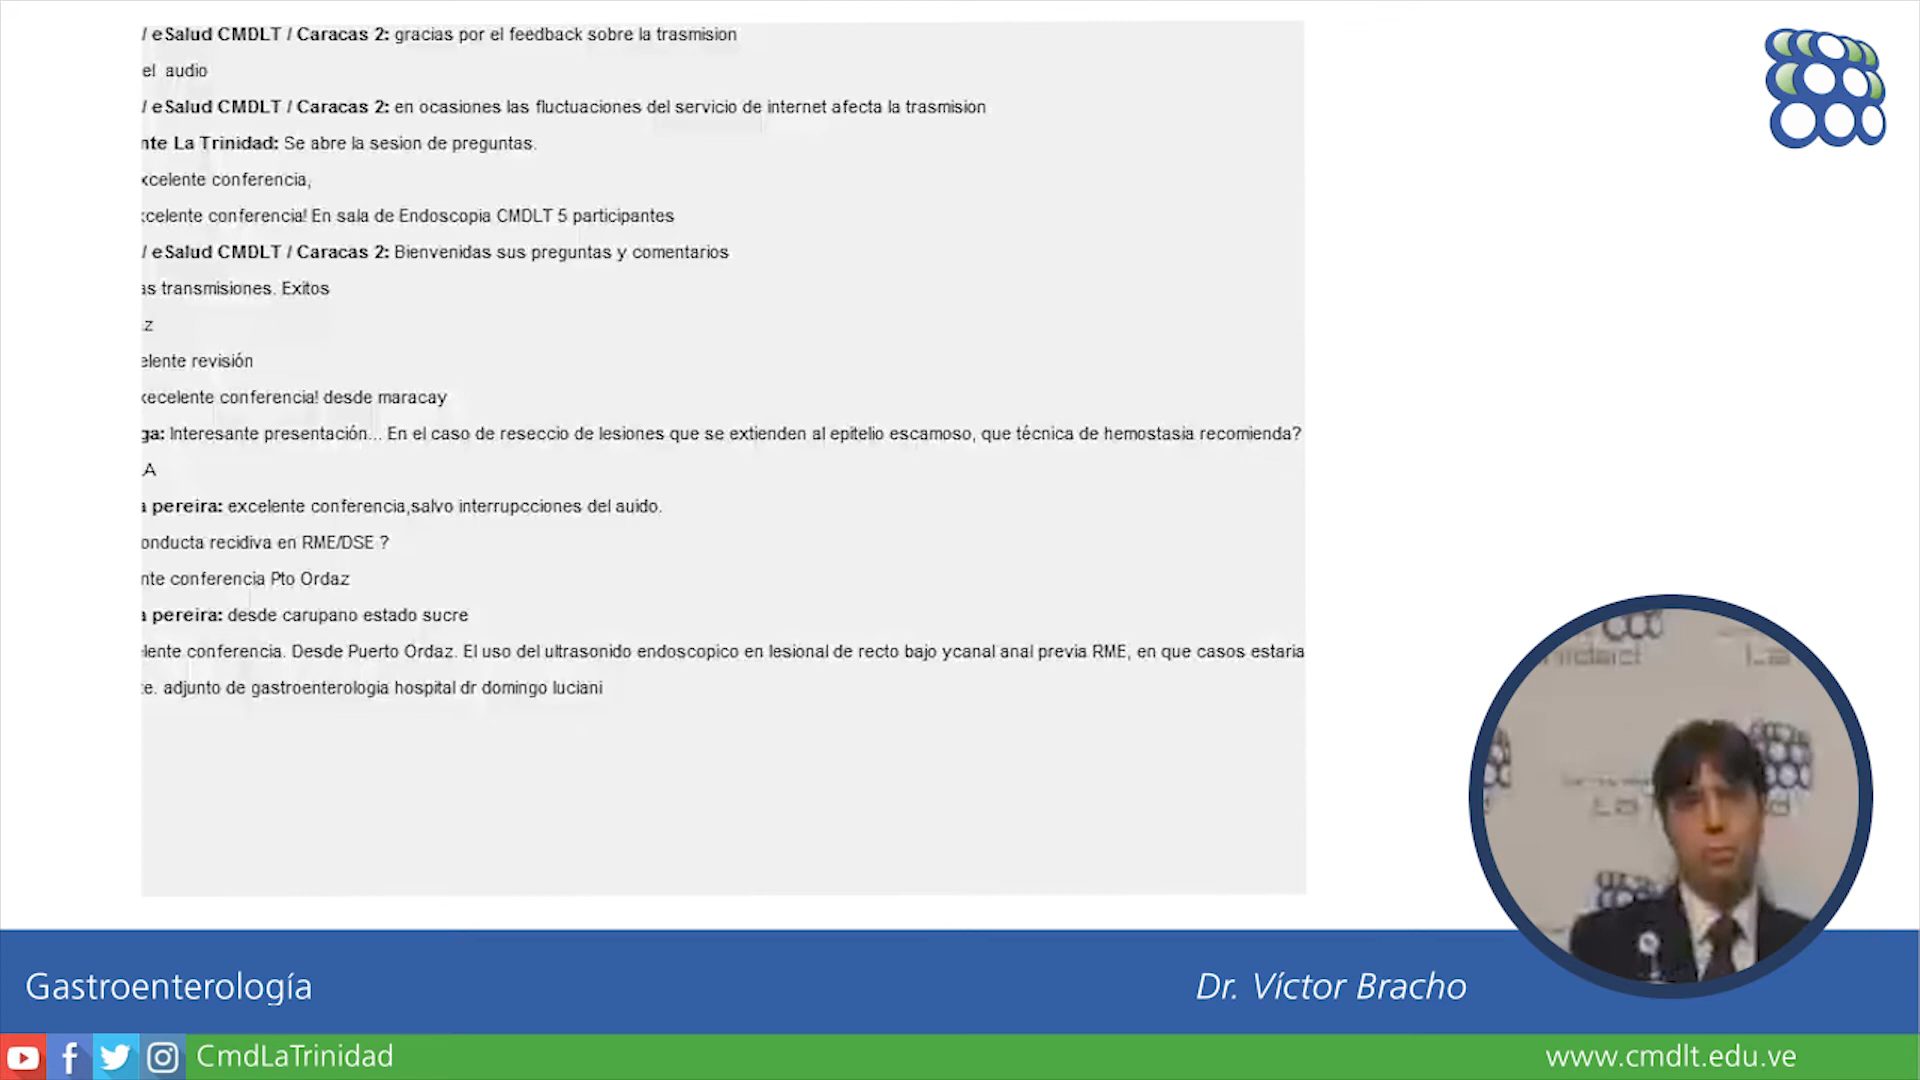 / eSalud CMDLT / Caracas 2: gracias por el feedback sobre la trasmision
el audio
/ eSalud CMDLT / Caracas 2: en ocasiones las fluctuaciones del servicio de internet afecta la trasmision
nte La Trinidad: Se abre la sesion de preguntas.
xcelente conferencia,
xcelente conferencia! En sala de Endoscopia CMDLT 5 participantes
/ eSalud CMDLT / Caracas 2: Bienvenidas sus preguntas y comentarios
as transmisiones. Exitos
z
elente revisión
xecelente conferencia! desde maracay
ga: Interesante presentación... En el caso de reseccio de lesiones que se extienden al epitelio escamoso, que técnica de hemostasia recomienda?
A
a pereira: excelente conferencia,salvo interrupcciones del auido.
onducta recidiva en RME/DSE ?
nte conferencia Pto Ordaz
a pereira: desde carupano estado sucre
lente conferencia. Desde Puerto Ordaz. El uso del ultrasonido endoscopico en lesional de recto bajo ycanal anal previa RME, en que casos estaria
te. adjunto de gastroenterologia hospital dr domingo luciani
Gastroenterología
Dr. Víctor Bracho
CmdLaTrinidad
www.cmdlt.edu.ve